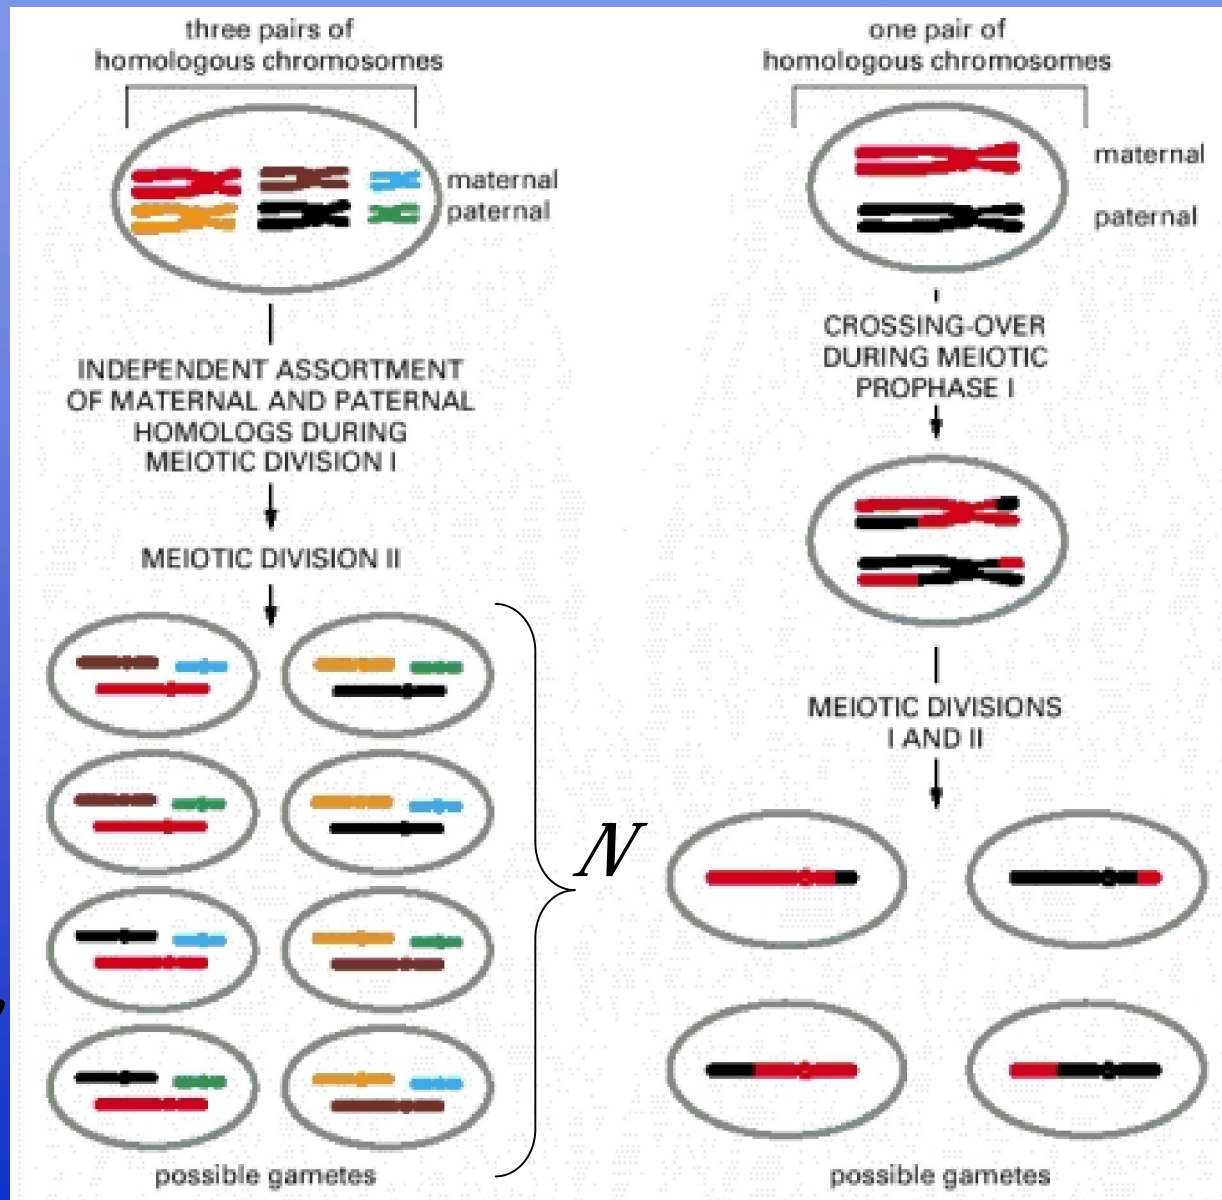 three pairs of
homologous chromosomes
maternal
paternal
INDEPENDENT ASSORTMENT
OF MATERNAL AND PATERNAL
HOMOLOGS DURING
MEIOTIC DIVISION I
MEIOTIC DIVISION II
N
possible gametes
one pair of
homologous chromosomes
maternal
paternal
CROSSING-OVER
DURING MEIOTIC
PROPHASE I
MEIOTIC DIVISIONS
I AND II
possible gametes